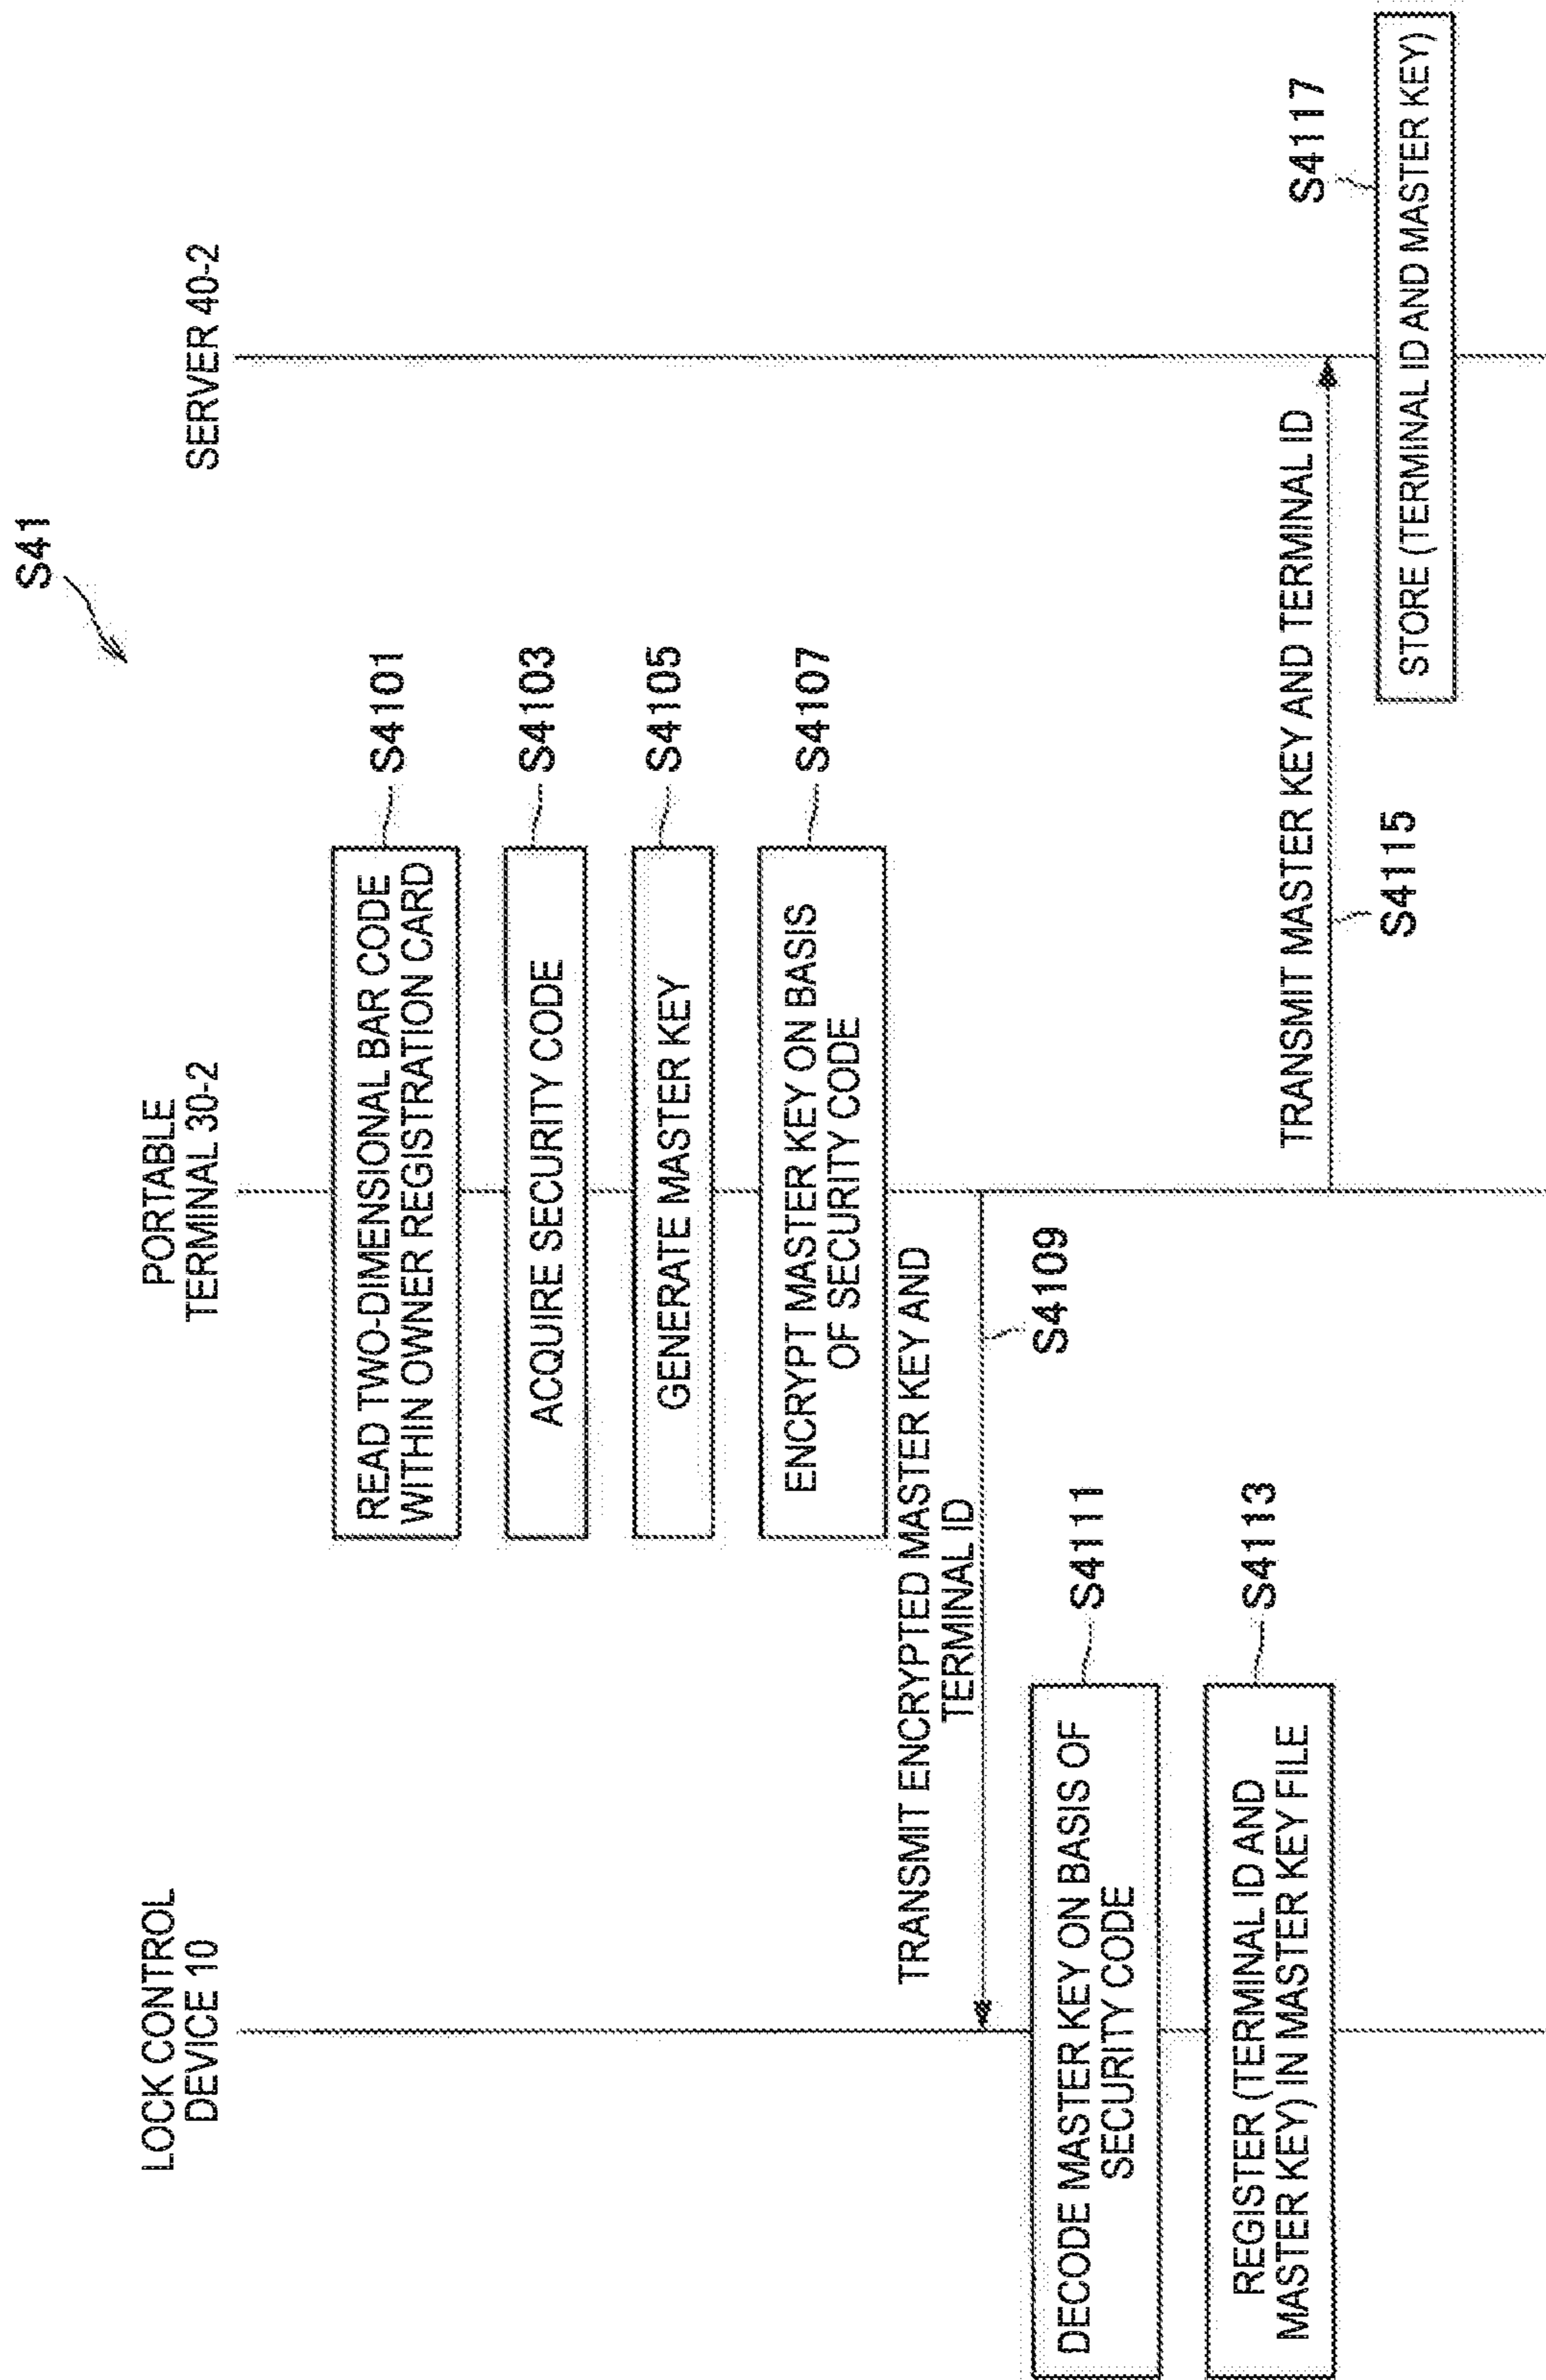 S41
LOCK CONTROL
DEVICE 10
PORTABLE
TERMINAL 30-2
SERVER 40-2
READ TWO-DIMENSIONAL BAR CODE
WITHIN OWNER REGISTRATION CARD
S4101
ACQUIRE SECURITY CODE
S4103
GENERATE MASTER KEY
S4105
ENCRYPT MASTER KEY ON BASIS
OF SECURITY CODE
S4107
TRANSMIT ENCRYPTED MASTER KEY AND
TERMINAL ID
S4109
DECODE MASTER KEY ON BASIS OF
SECURITY CODE
S4111
REGISTER (TERMINAL ID AND
MASTER KEY) IN MASTER KEY FILE
S4113
TRANSMIT MASTER KEY AND TERMINAL ID
S4115
STORE (TERMINAL ID AND MASTER KEY)
S4117